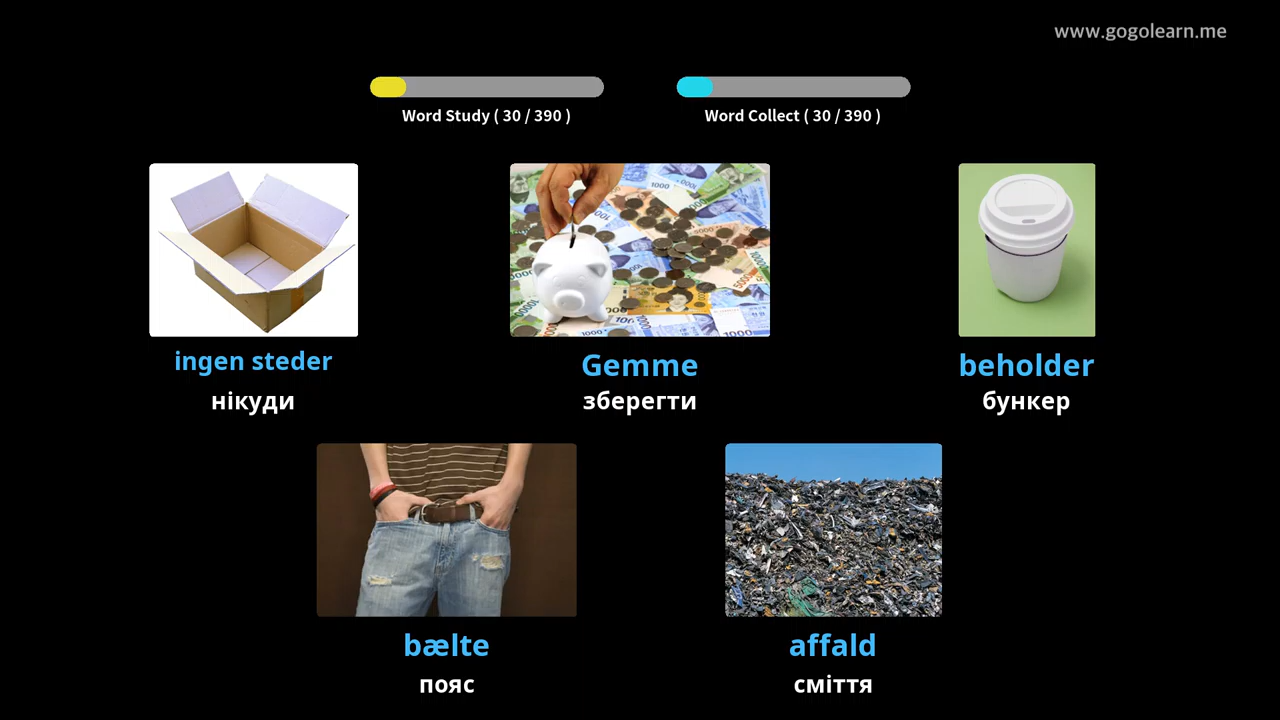 www.gogolearn.me
Word Study ( 30 / 390 )
Word Collect ( 30 / 390 )
ingen steder
нікуди
Gemme
зберегти
beholder
бункер
bælte
пояс
affald
сміття